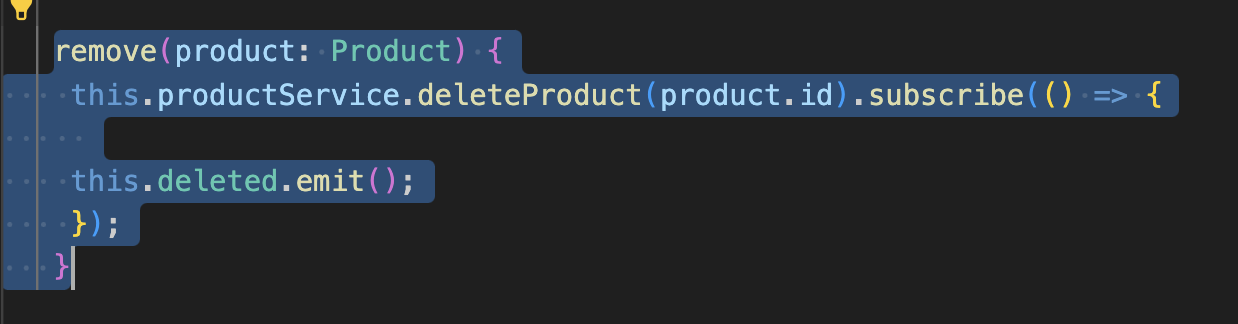 remove(product: Product) {
this.productService.deleteProduct(product.id).subscribe(() => {
this.deleted.emit();
});
}